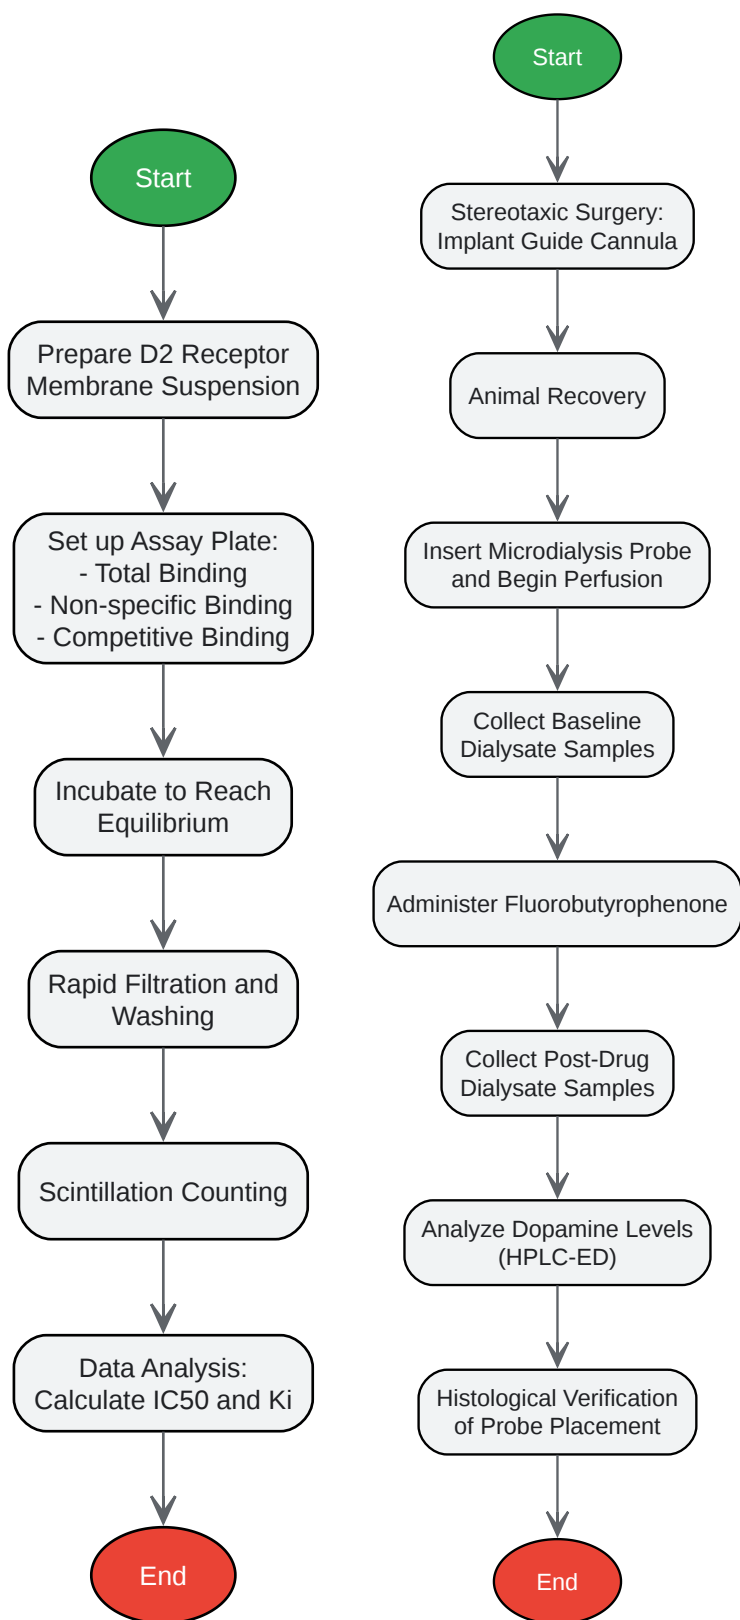 Start
Prepare D2 Receptor
Membrane Suspension
Set up Assay Plate:
- Total Binding
- Non-specific Binding
- Competitive Binding
Incubate to Reach
Equilibrium
Rapid Filtration and
Washing
Scintillation Counting
Data Analysis:
Calculate IC50 and Ki
End
Start
Stereotaxic Surgery:
Implant Guide Cannula
Animal Recovery
Insert Microdialysis Probe
and Begin Perfusion
Collect Baseline
Dialysate Samples
Administer Fluorobutyrophenone
Collect Post-Drug
Dialysate Samples
Analyze Dopamine Levels
(HPLC-ED)
Histological Verification
of Probe Placement
End